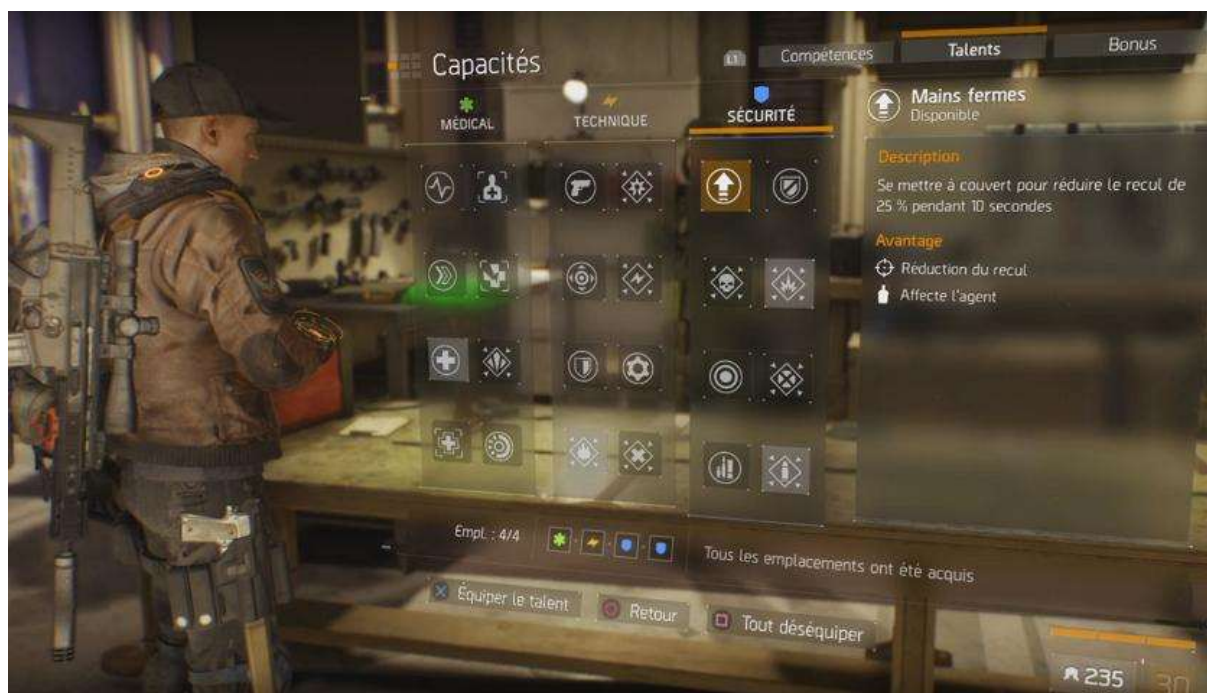 Capacités
L1
Compétences
Talents
Bonus
MÉDICAL
TECHNIQUE
SÉCURITÉ
Mains fermes
Disponible
Description
Se mettre à couvert pour réduire le recul de
25 % pendant 10 secondes
Avantage
Réduction du recul
Affecte l'agent
Empl. : 4/4
Tous les emplacements ont été acquis
Équiper le talent
Retour
Tout déséquiper
235
30